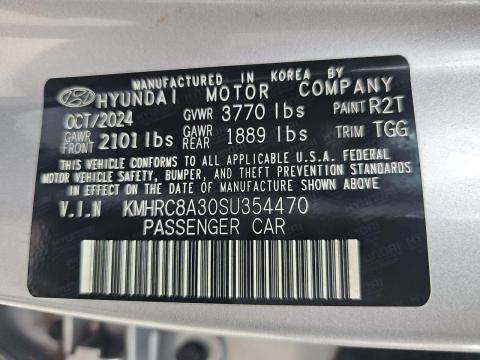 MANUFACTURED IN KOREA BY
HYUNDAI MOTOR COMPANY
OCT/2024 GVWR 3770 lbs PAINT R2T
GAWR FRONT 2101 lbs GAWR REAR 1889 lbs TRIM TGG
THIS VEHICLE CONFORMS TO ALL APPLICABLE U.S.A. FEDERAL
MOTOR VEHICLE SAFETY, BUMPER, AND THEFT PREVENTION STANDARDS
IN EFFECT ON THE DATE OF MANUFACTURE SHOWN ABOVE.
V.I.N KMHRC8A30SU354470
PASSENGER CAR